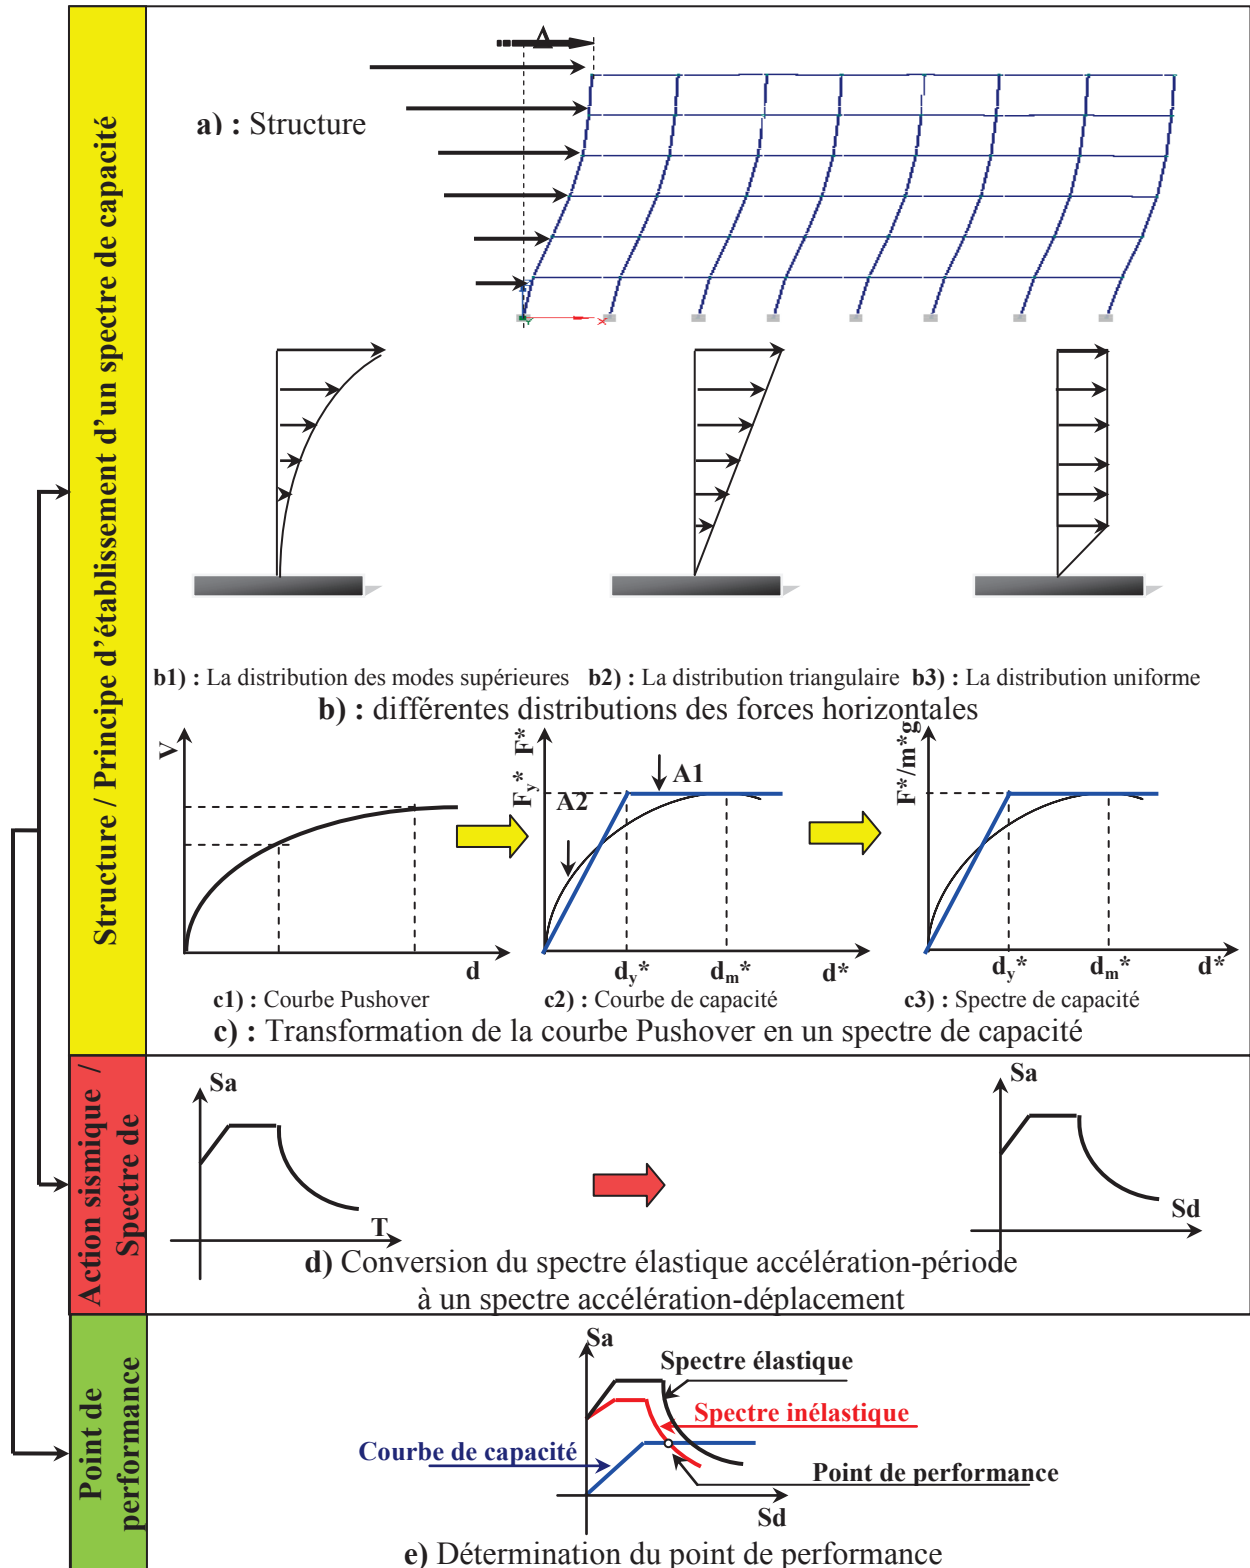 Structure / Principe d'établissement d'un spectre de capacité
Δ
a) : Structure
X
b1) : La distribution des modes supérieures b2) : La distribution triangulaire b3) : La distribution uniforme
b) : différentes distributions des forces horizontales
V
d
c1) : Courbe Pushover
Fy* F*
A1
A2
dy* dm* d*
c2) : Courbe de capacité
F*/m*g
dy* dm* d*
c3) : Spectre de capacité
c) : Transformation de la courbe Pushover en un spectre de capacité
Action sismique /
Spectre de
Sa
T
Sa
Sd
d) Conversion du spectre élastique accélération-période
à un spectre accélération-déplacement
Point de
performance
Sa
Spectre élastique
Spectre inélastique
Courbe de capacité
Point de performance
Sd
e) Détermination du point de performance